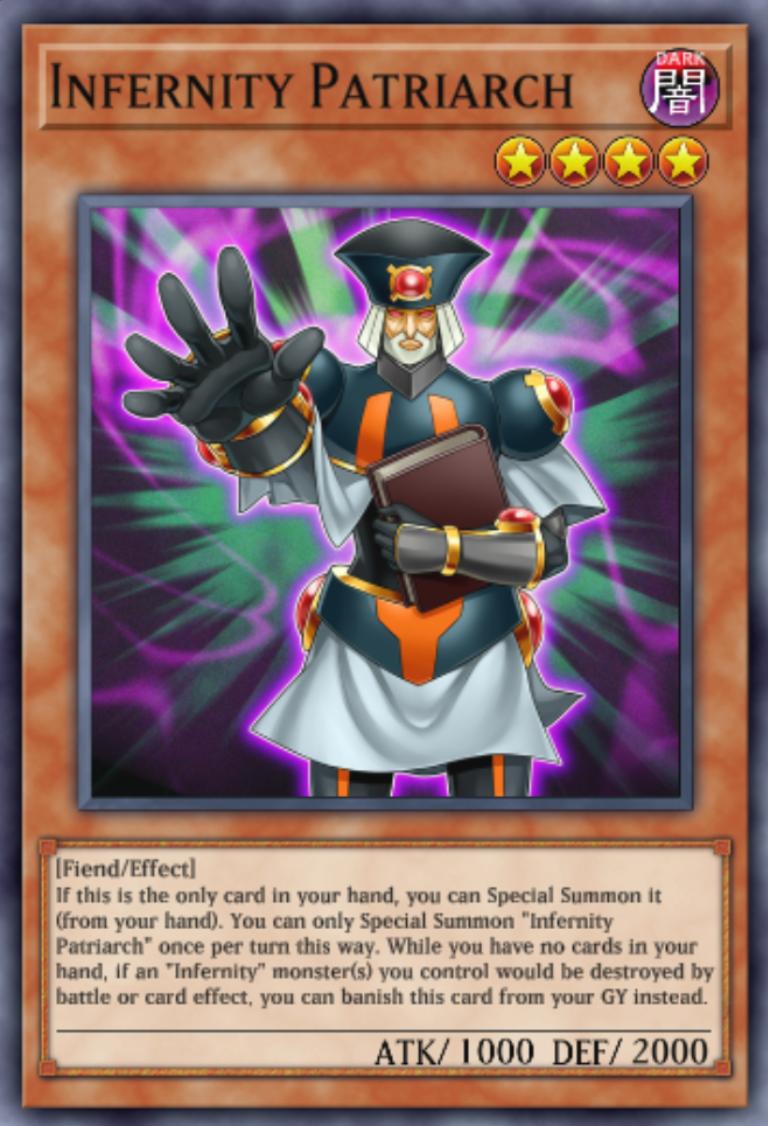 Infernity Patriarch
DARK
闇
[Fiend/Effect]
If this is the only card in your hand, you can Special Summon it
(from your hand). You can only Special Summon "Infernity
Patriarch" once per turn this way. While you have no cards in your
hand, if an "Infernity" monster(s) you control would be destroyed by
battle or card effect, you can banish this card from your GY instead.
ATK/ 1000 DEF/ 2000